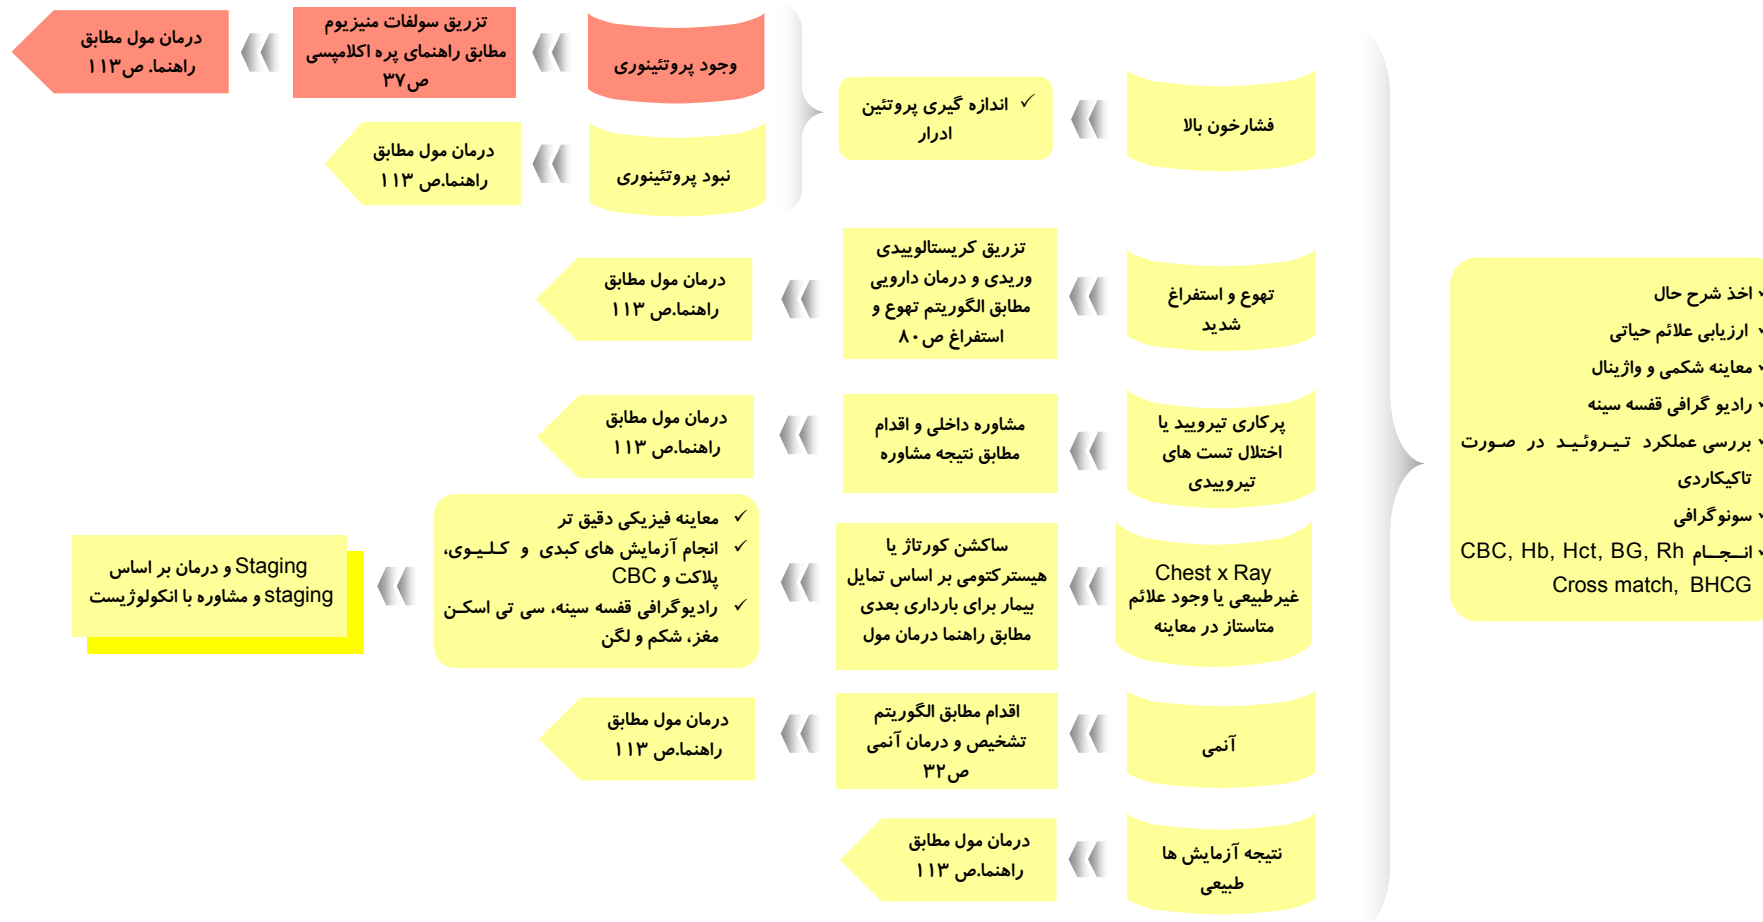 ✓ اخذ شرح حال
✓ ارزیابی علائم حیاتی
✓ معاینه شکمی و واژینال
✓ رادیو گرافی قفسه سینه
✓ بررسی عملکرد تیروئید در صورت
تاکیکاردی
✓ سونوگرافی
✓ انجام CBC, Hb, Hct, BG, Rh
Cross match, BHCG
فشارخون بالا
✓ اندازه گیری پروتئین
ادرار
وجود پروتئینوری
تزریق سولفات منیزیوم
مطابق راهنمای پره اکلامپسی
ص۳۷
درمان مول مطابق
راهنما. ص۱۱۳
نبود پروتئینوری
درمان مول مطابق
راهنما.ص ۱۱۳
تهوع و استفراغ
شدید
تزریق کریستالوییدی
وریدی و درمان دارویی
مطابق الگوریتم تهوع و
استفراغ ص۸۰
درمان مول مطابق
راهنما.ص ۱۱۳
پرکاری تیرویید یا
اختلال تست های
تیروییدی
مشاوره داخلی و اقدام
مطابق نتیجه مشاوره
درمان مول مطابق
راهنما.ص ۱۱۳
Chest x Ray
غیرطبیعی یا وجود علائم
متاستاز در معاینه
ساکشن کورتاژ یا
هیسترکتومی بر اساس تمایل
بیمار برای بارداری بعدی
مطابق راهنما درمان مول
✓ معاینه فیزیکی دقیق تر
✓ انجام آزمایش های کبدی و کلیوی،
پلاکت و CBC
✓ رادیوگرافی قفسه سینه، سی تی اسکن
مغز، شکم و لگن
Staging و درمان بر اساس
staging و مشاوره با انکولوژیست
آنمی
اقدام مطابق الگوریتم
تشخیص و درمان آنمی
ص۳۲
درمان مول مطابق
راهنما.ص ۱۱۳
نتیجه آزمایش ها
طبیعی
درمان مول مطابق
راهنما.ص ۱۱۳